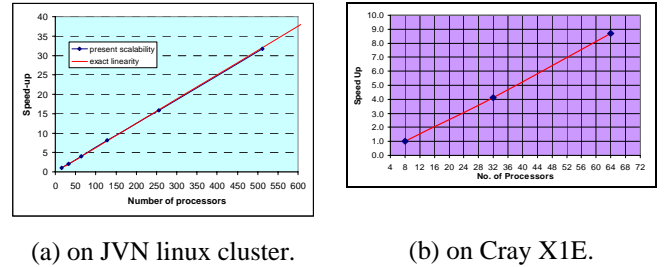 40
35
30
25
20
15
10
5
0
Speed-up
present scalability
exact linearity
0 50 100 150 200 250 300 350 400 450 500 550 600
Number of processors
(a) on JVN linux cluster.
10.0
9.0
8.0
7.0
6.0
5.0
4.0
3.0
2.0
1.0
0.0
Speed Up
4 8 12 16 20 24 28 32 36 40 44 48 52 56 60 64 68 72
No. of Processors
(b) on Cray X1E.